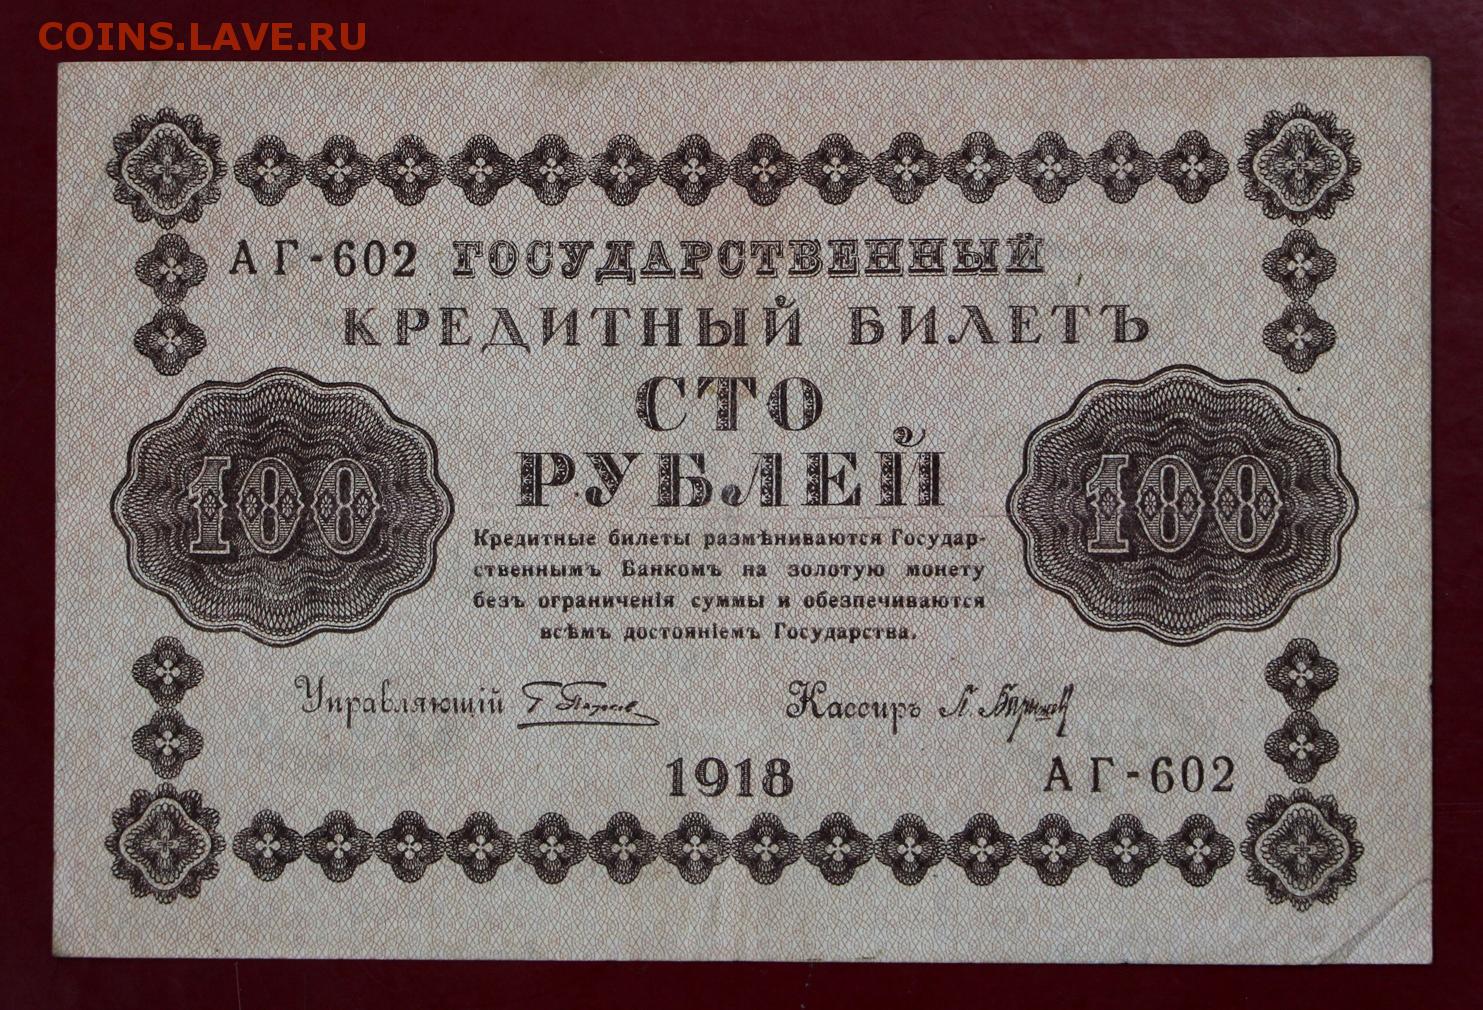 COINS.LAVE.RU
АГ-602 ГОСУДАРСТВЕННЫЙ
КРЕДИТНЫЙ БИЛЕТЪ
СТО
РУБЛЕЙ
100
100
Кредитные билеты размѣниваются Государ-
ственнымъ Банкомъ на золотую монету
безъ ограниченія суммы и обезпечиваются
всѣмъ достояніемъ Государства.
Управляющій Кассиръ
1918
АГ-602